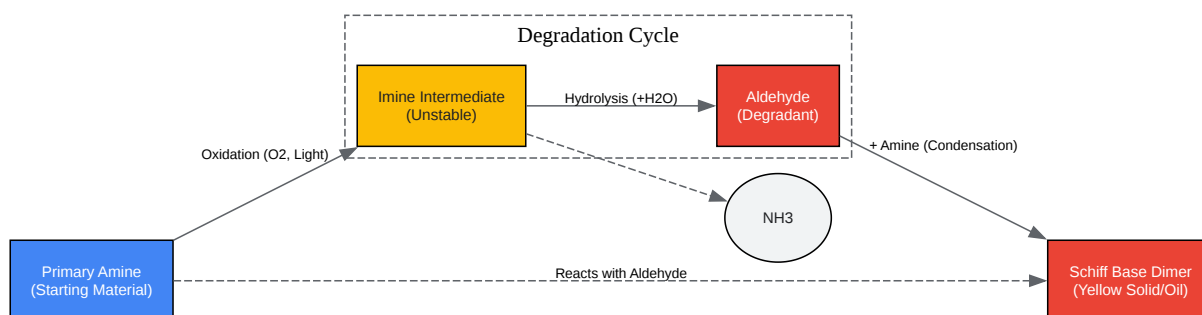 Degradation Cycle
Imine Intermediate
(Unstable)
Hydrolysis (+H2O)
Aldehyde
(Degradant)
Oxidation (O2, Light)
+ Amine (Condensation)
NH3
Primary Amine
(Starting Material)
Reacts with Aldehyde
Schiff Base Dimer
(Yellow Solid/Oil)